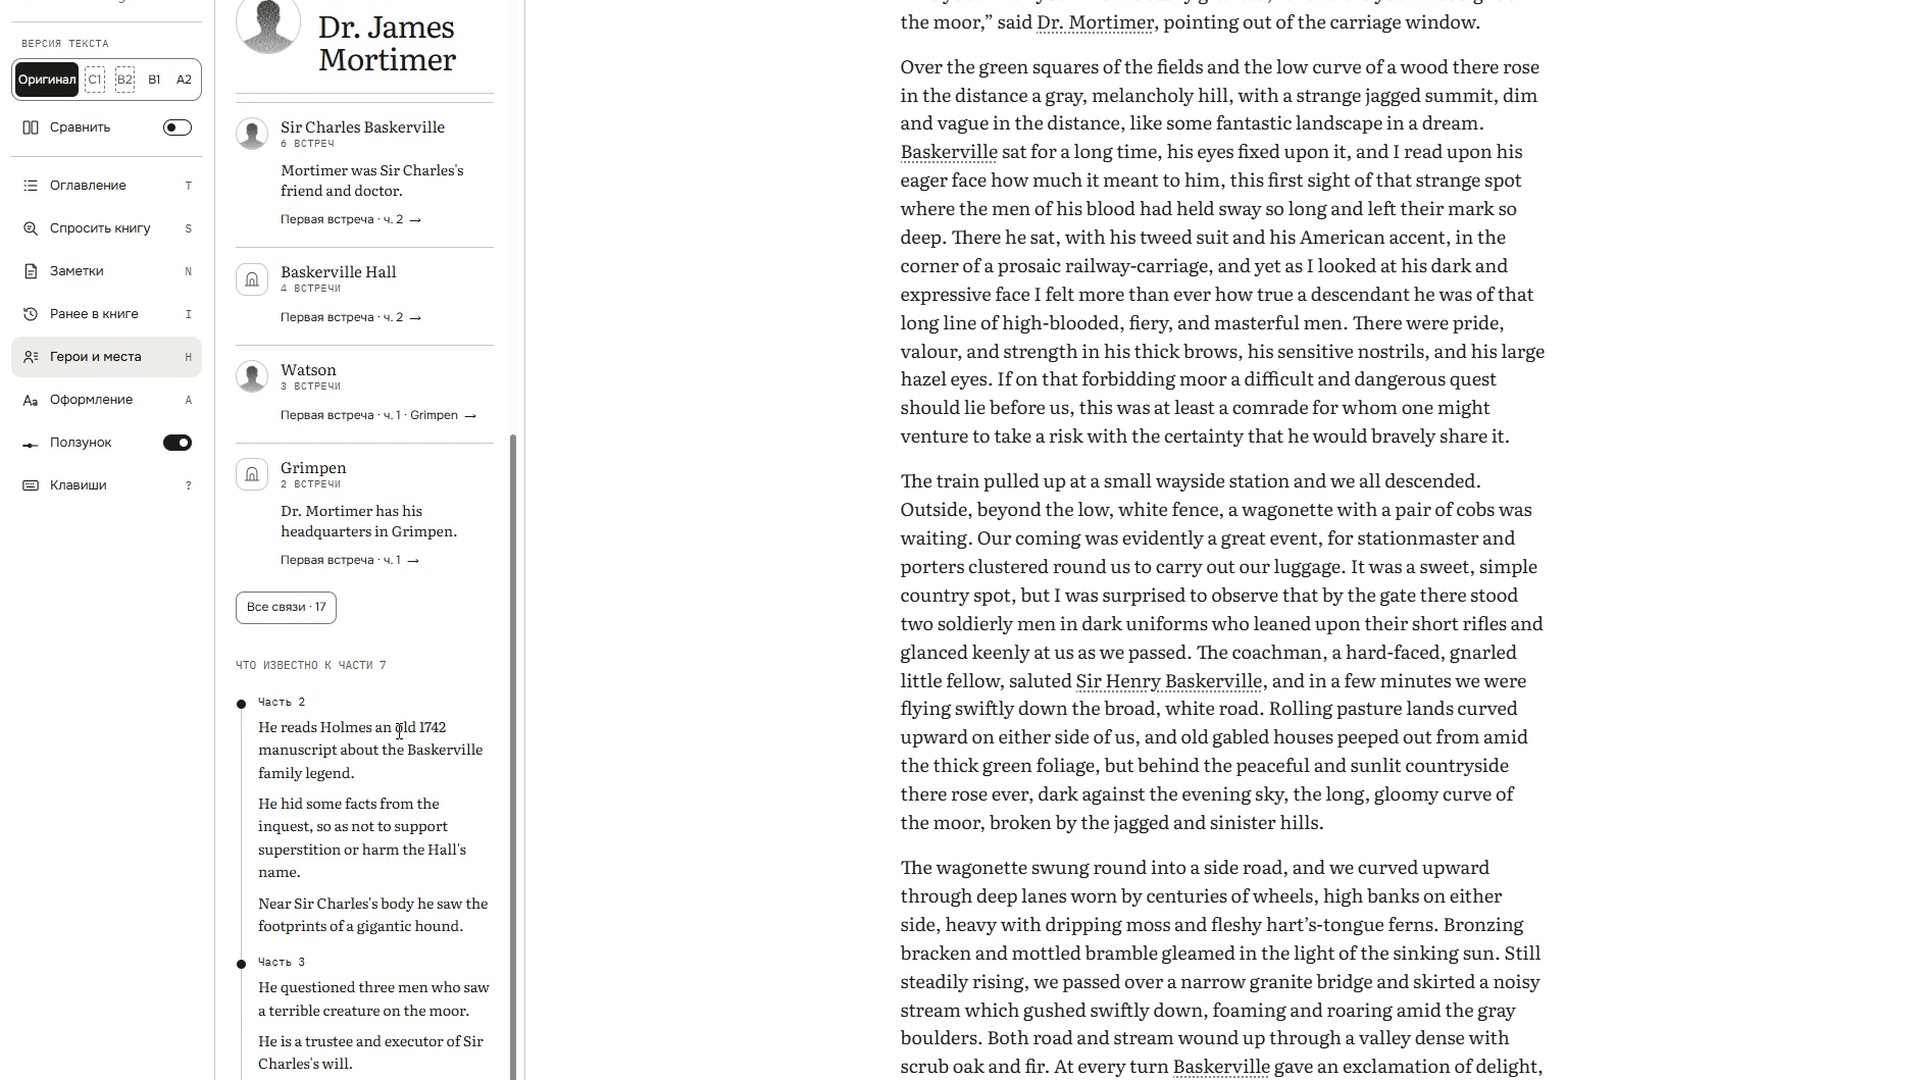 ВЕРСИЯ ТЕКСТА
Оригинал C1 B2 B1 A2
Сравнить
Оглавление T
Спросить книгу S
Заметки N
Ранее в книге I
Герои и места H
Оформление A
Ползунок
Клавиши ?
Dr. James
Mortimer
Sir Charles Baskerville
6 ВСТРЕЧ
Mortimer was Sir Charles's
friend and doctor.
Первая встреча · ч. 2 →
Baskerville Hall
4 ВСТРЕЧИ
Первая встреча · ч. 2 →
Watson
3 ВСТРЕЧИ
Первая встреча · ч. 1 · Grimpen →
Grimpen
2 ВСТРЕЧИ
Dr. Mortimer has his
headquarters in Grimpen.
Первая встреча · ч. 1 →
Все связи · 17
ЧТО ИЗВЕСТНО К ЧАСТИ 7
Часть 2
He reads Holmes an old 1742
manuscript about the Baskerville
family legend.
He hid some facts from the
inquest, so as not to support
superstition or harm the Hall's
name.
Near Sir Charles's body he saw the
footprints of a gigantic hound.
Часть 3
He questioned three men who saw
a terrible creature on the moor.
He is a trustee and executor of Sir
Charles's will.
the moor,” said Dr. Mortimer, pointing out of the carriage window.
Over the green squares of the fields and the low curve of a wood there rose
in the distance a gray, melancholy hill, with a strange jagged summit, dim
and vague in the distance, like some fantastic landscape in a dream.
Baskerville sat for a long time, his eyes fixed upon it, and I read upon his
eager face how much it meant to him, this first sight of that strange spot
where the men of his blood had held sway so long and left their mark so
deep. There he sat, with his tweed suit and his American accent, in the
corner of a prosaic railway-carriage, and yet as I looked at his dark and
expressive face I felt more than ever how true a descendant he was of that
long line of high-blooded, fiery, and masterful men. There were pride,
valour, and strength in his thick brows, his sensitive nostrils, and his large
hazel eyes. If on that forbidding moor a difficult and dangerous quest
should lie before us, this was at least a comrade for whom one might
venture to take a risk with the certainty that he would bravely share it.
The train pulled up at a small wayside station and we all descended.
Outside, beyond the low, white fence, a wagonette with a pair of cobs was
waiting. Our coming was evidently a great event, for stationmaster and
porters clustered round us to carry out our luggage. It was a sweet, simple
country spot, but I was surprised to observe that by the gate there stood
two soldierly men in dark uniforms who leaned upon their short rifles and
glanced keenly at us as we passed. The coachman, a hard-faced, gnarled
little fellow, saluted Sir Henry Baskerville, and in a few minutes we were
flying swiftly down the broad, white road. Rolling pasture lands curved
upward on either side of us, and old gabled houses peeped out from amid
the thick green foliage, but behind the peaceful and sunlit countryside
there rose ever, dark against the evening sky, the long, gloomy curve of
the moor, broken by the jagged and sinister hills.
The wagonette swung round into a side road, and we curved upward
through deep lanes worn by centuries of wheels, high banks on either
side, heavy with dripping moss and fleshy hart’s-tongue ferns. Bronzing
bracken and mottled bramble gleamed in the light of the sinking sun. Still
steadily rising, we passed over a narrow granite bridge and skirted a noisy
stream which gushed swiftly down, foaming and roaring amid the gray
boulders. Both road and stream wound up through a valley dense with
scrub oak and fir. At every turn Baskerville gave an exclamation of delight,